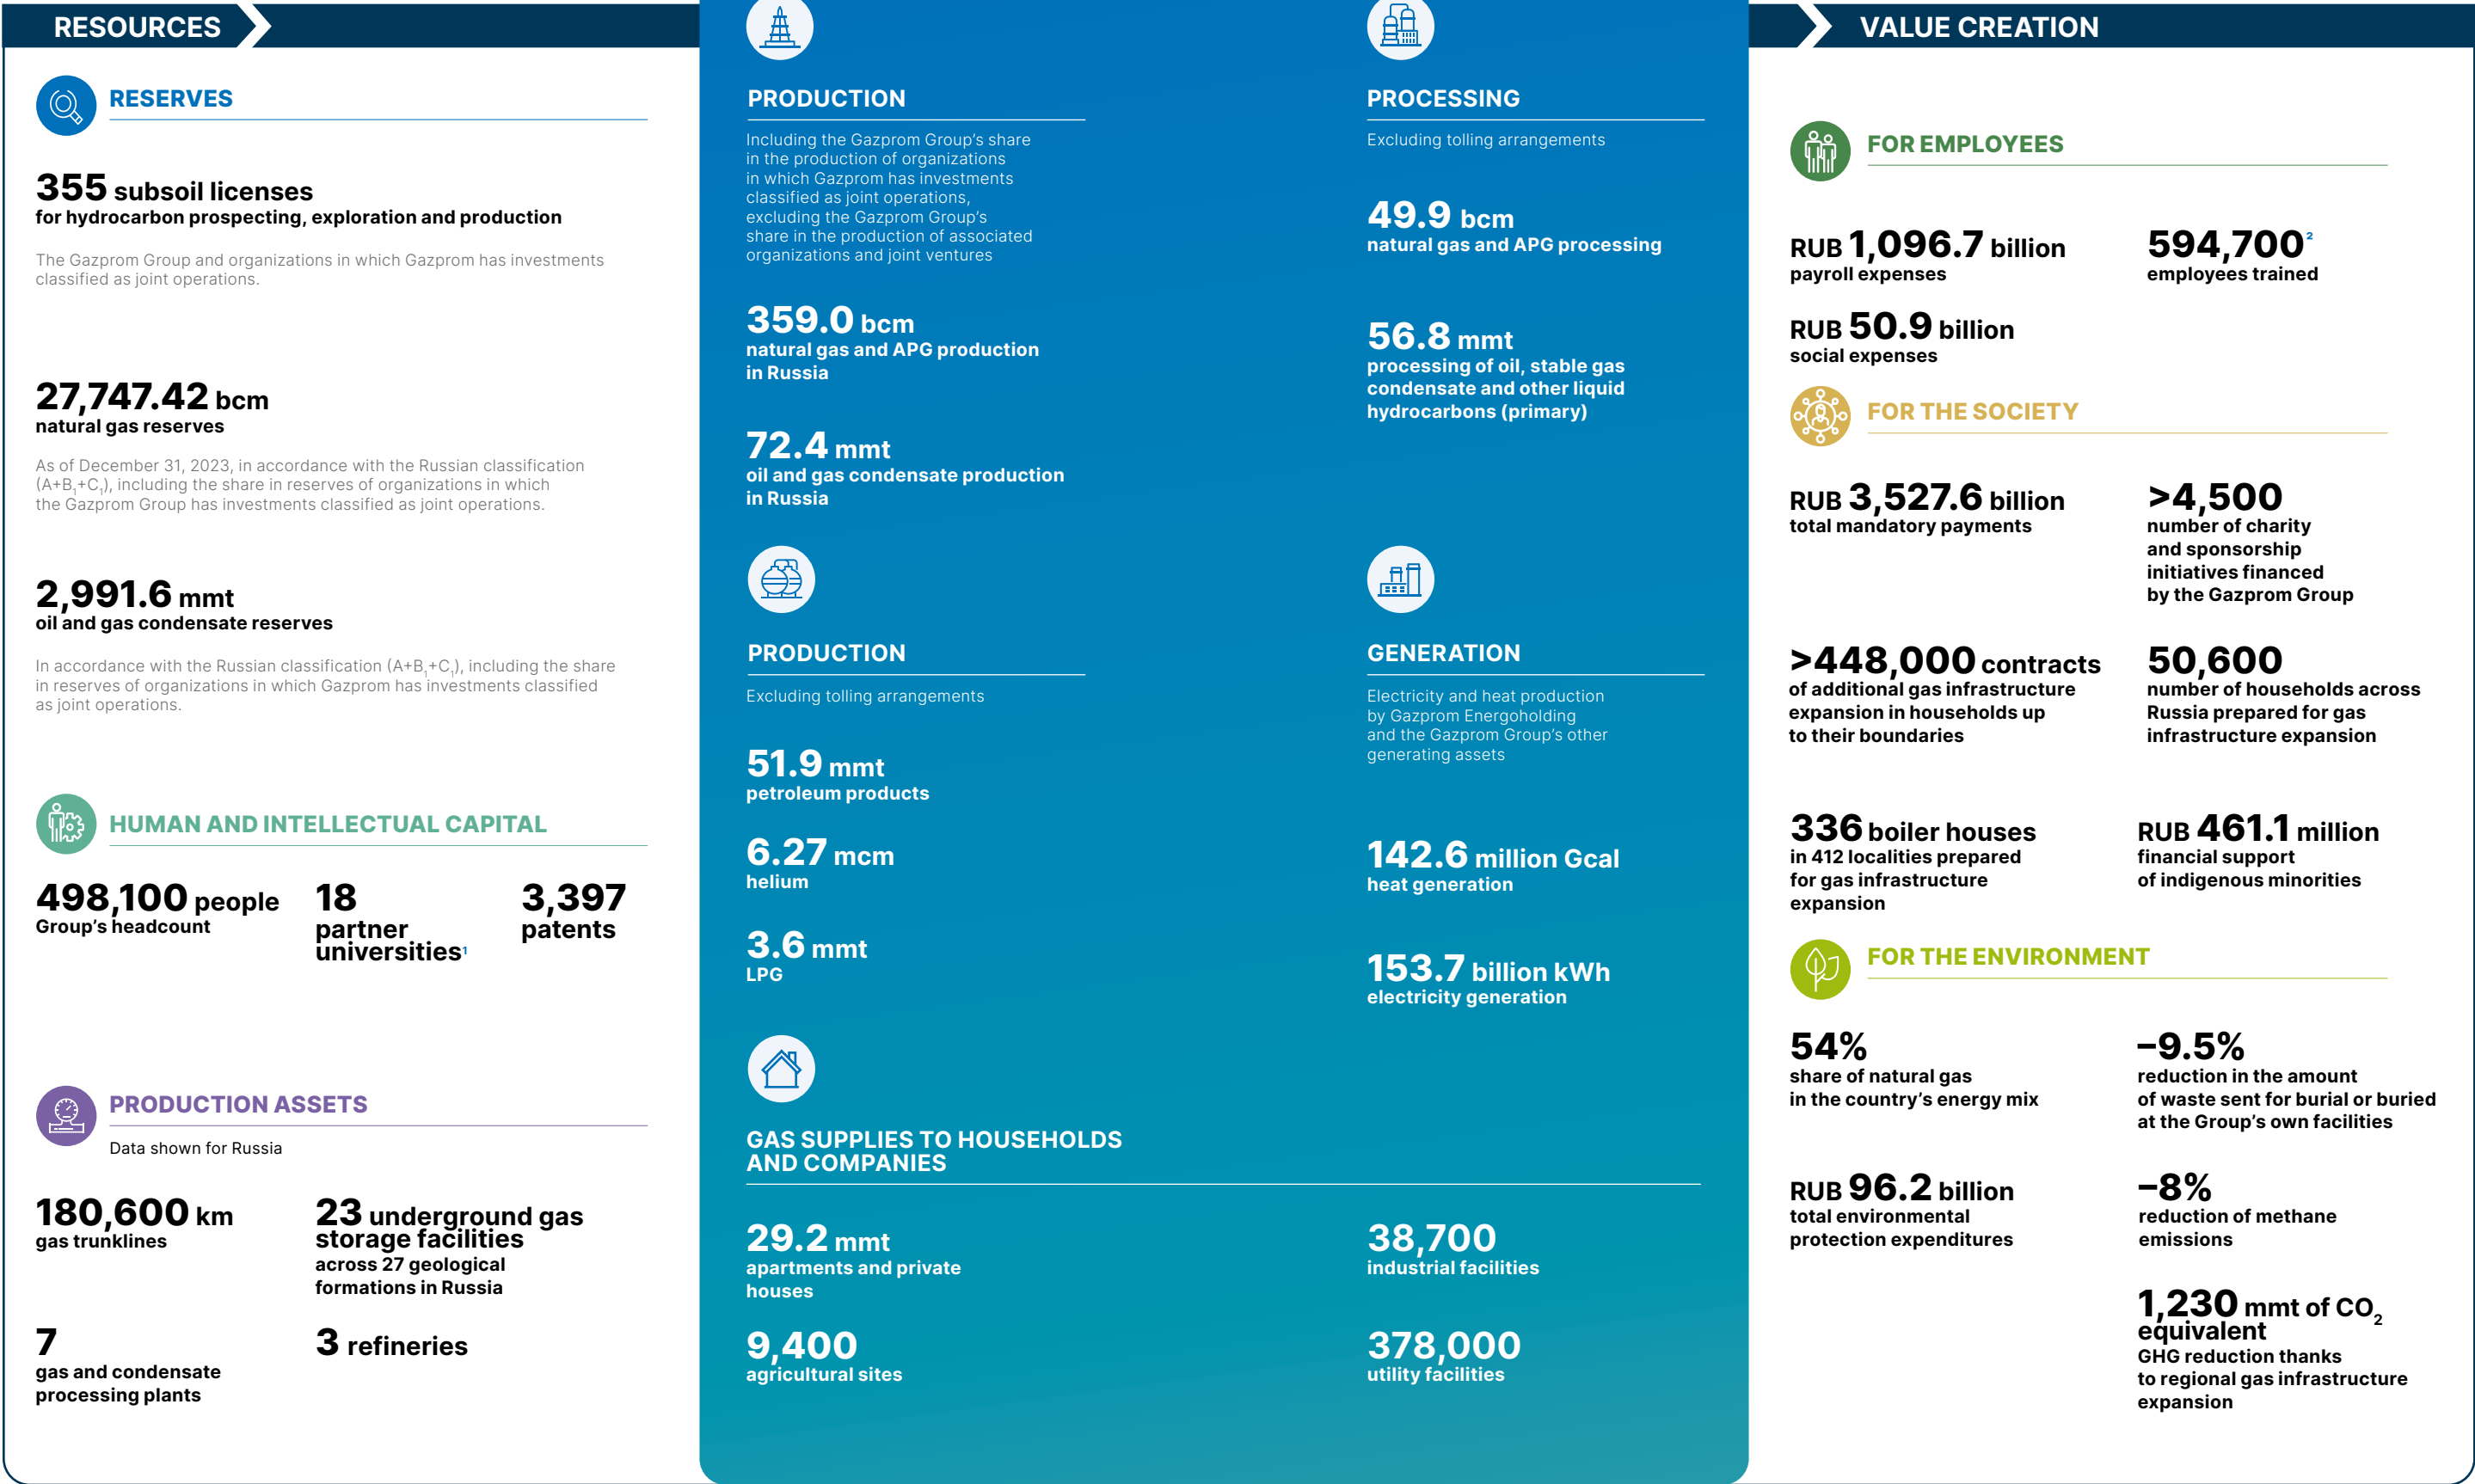 RESOURCES
RESERVES
355 subsoil licenses
for hydrocarbon prospecting, exploration and production
The Gazprom Group and organizations in which Gazprom has investments
classified as joint operations.
27,747.42 bcm
natural gas reserves
As of December 31, 2023, in accordance with the Russian classification
(A+B₁+C₁), including the share in reserves of organizations in which
the Gazprom Group has investments classified as joint operations.
2,991.6 mmt
oil and gas condensate reserves
In accordance with the Russian classification (A+B₁+C₁), including the share
in reserves of organizations in which Gazprom has investments classified
as joint operations.
HUMAN AND INTELLECTUAL CAPITAL
498,100 people
Group’s headcount
18
partner
universities¹
3,397
patents
PRODUCTION ASSETS
Data shown for Russia
180,600 km
gas trunklines
23 underground gas
storage facilities
across 27 geological
formations in Russia
7
gas and condensate
processing plants
3 refineries
PRODUCTION
Including the Gazprom Group’s share
in the production of organizations
in which Gazprom has investments
classified as joint operations,
excluding the Gazprom Group’s
share in the production of associated
organizations and joint ventures
359.0 bcm
natural gas and APG production
in Russia
72.4 mmt
oil and gas condensate production
in Russia
PROCESSING
Excluding tolling arrangements
49.9 bcm
natural gas and APG processing
56.8 mmt
processing of oil, stable gas
condensate and other liquid
hydrocarbons (primary)
PRODUCTION
Excluding tolling arrangements
51.9 mmt
petroleum products
6.27 mcm
helium
3.6 mmt
LPG
GENERATION
Electricity and heat production
by Gazprom Energoholding
and the Gazprom Group’s other
generating assets
142.6 million Gcal
heat generation
153.7 billion kWh
electricity generation
GAS SUPPLIES TO HOUSEHOLDS
AND COMPANIES
29.2 mmt
apartments and private
houses
38,700
industrial facilities
9,400
agricultural sites
378,000
utility facilities
VALUE CREATION
FOR EMPLOYEES
RUB 1,096.7 billion
payroll expenses
594,700²
employees trained
RUB 50.9 billion
social expenses
FOR THE SOCIETY
RUB 3,527.6 billion
total mandatory payments
>4,500
number of charity
and sponsorship
initiatives financed
by the Gazprom Group
>448,000 contracts
of additional gas infrastructure
expansion in households up
to their boundaries
50,600
number of households across
Russia prepared for gas
infrastructure expansion
336 boiler houses
in 412 localities prepared
for gas infrastructure
expansion
RUB 461.1 million
financial support
of indigenous minorities
FOR THE ENVIRONMENT
54%
share of natural gas
in the country’s energy mix
–9.5%
reduction in the amount
of waste sent for burial or buried
at the Group’s own facilities
RUB 96.2 billion
total environmental
protection expenditures
–8%
reduction of methane
emissions
1,230 mmt of CO₂
equivalent
GHG reduction thanks
to regional gas infrastructure
expansion